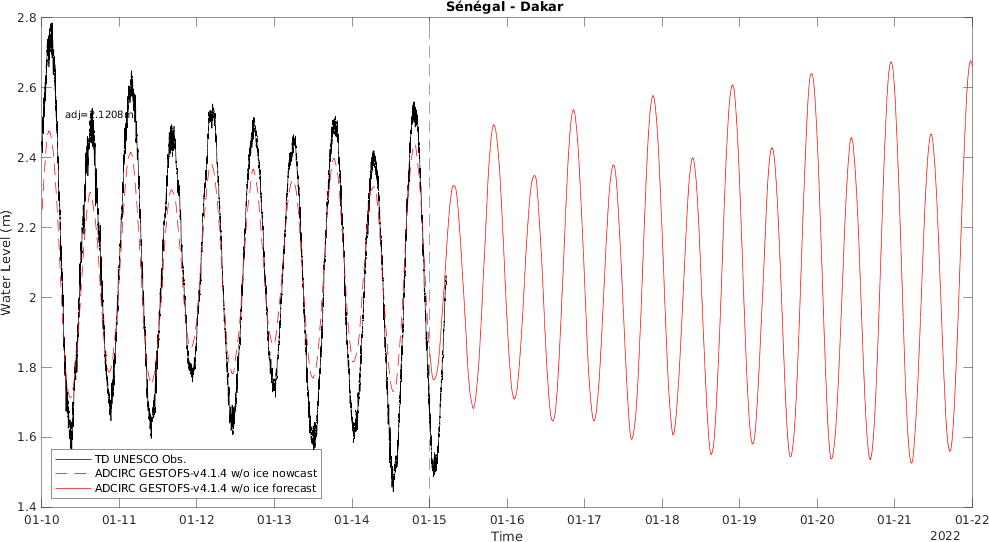 Sénégal - Dakar
2.8
2.6
2.4
2.2
2
1.8
1.6
1.4
Water Level (m)
adj=2.1208m
TD UNESCO Obs.
ADCIRC GESTOFS-v4.1.4 w/o ice nowcast
ADCIRC GESTOFS-v4.1.4 w/o ice forecast
01-10 01-11 01-12 01-13 01-14 01-15 01-16 01-17 01-18 01-19 01-20 01-21 01-22
Time
2022